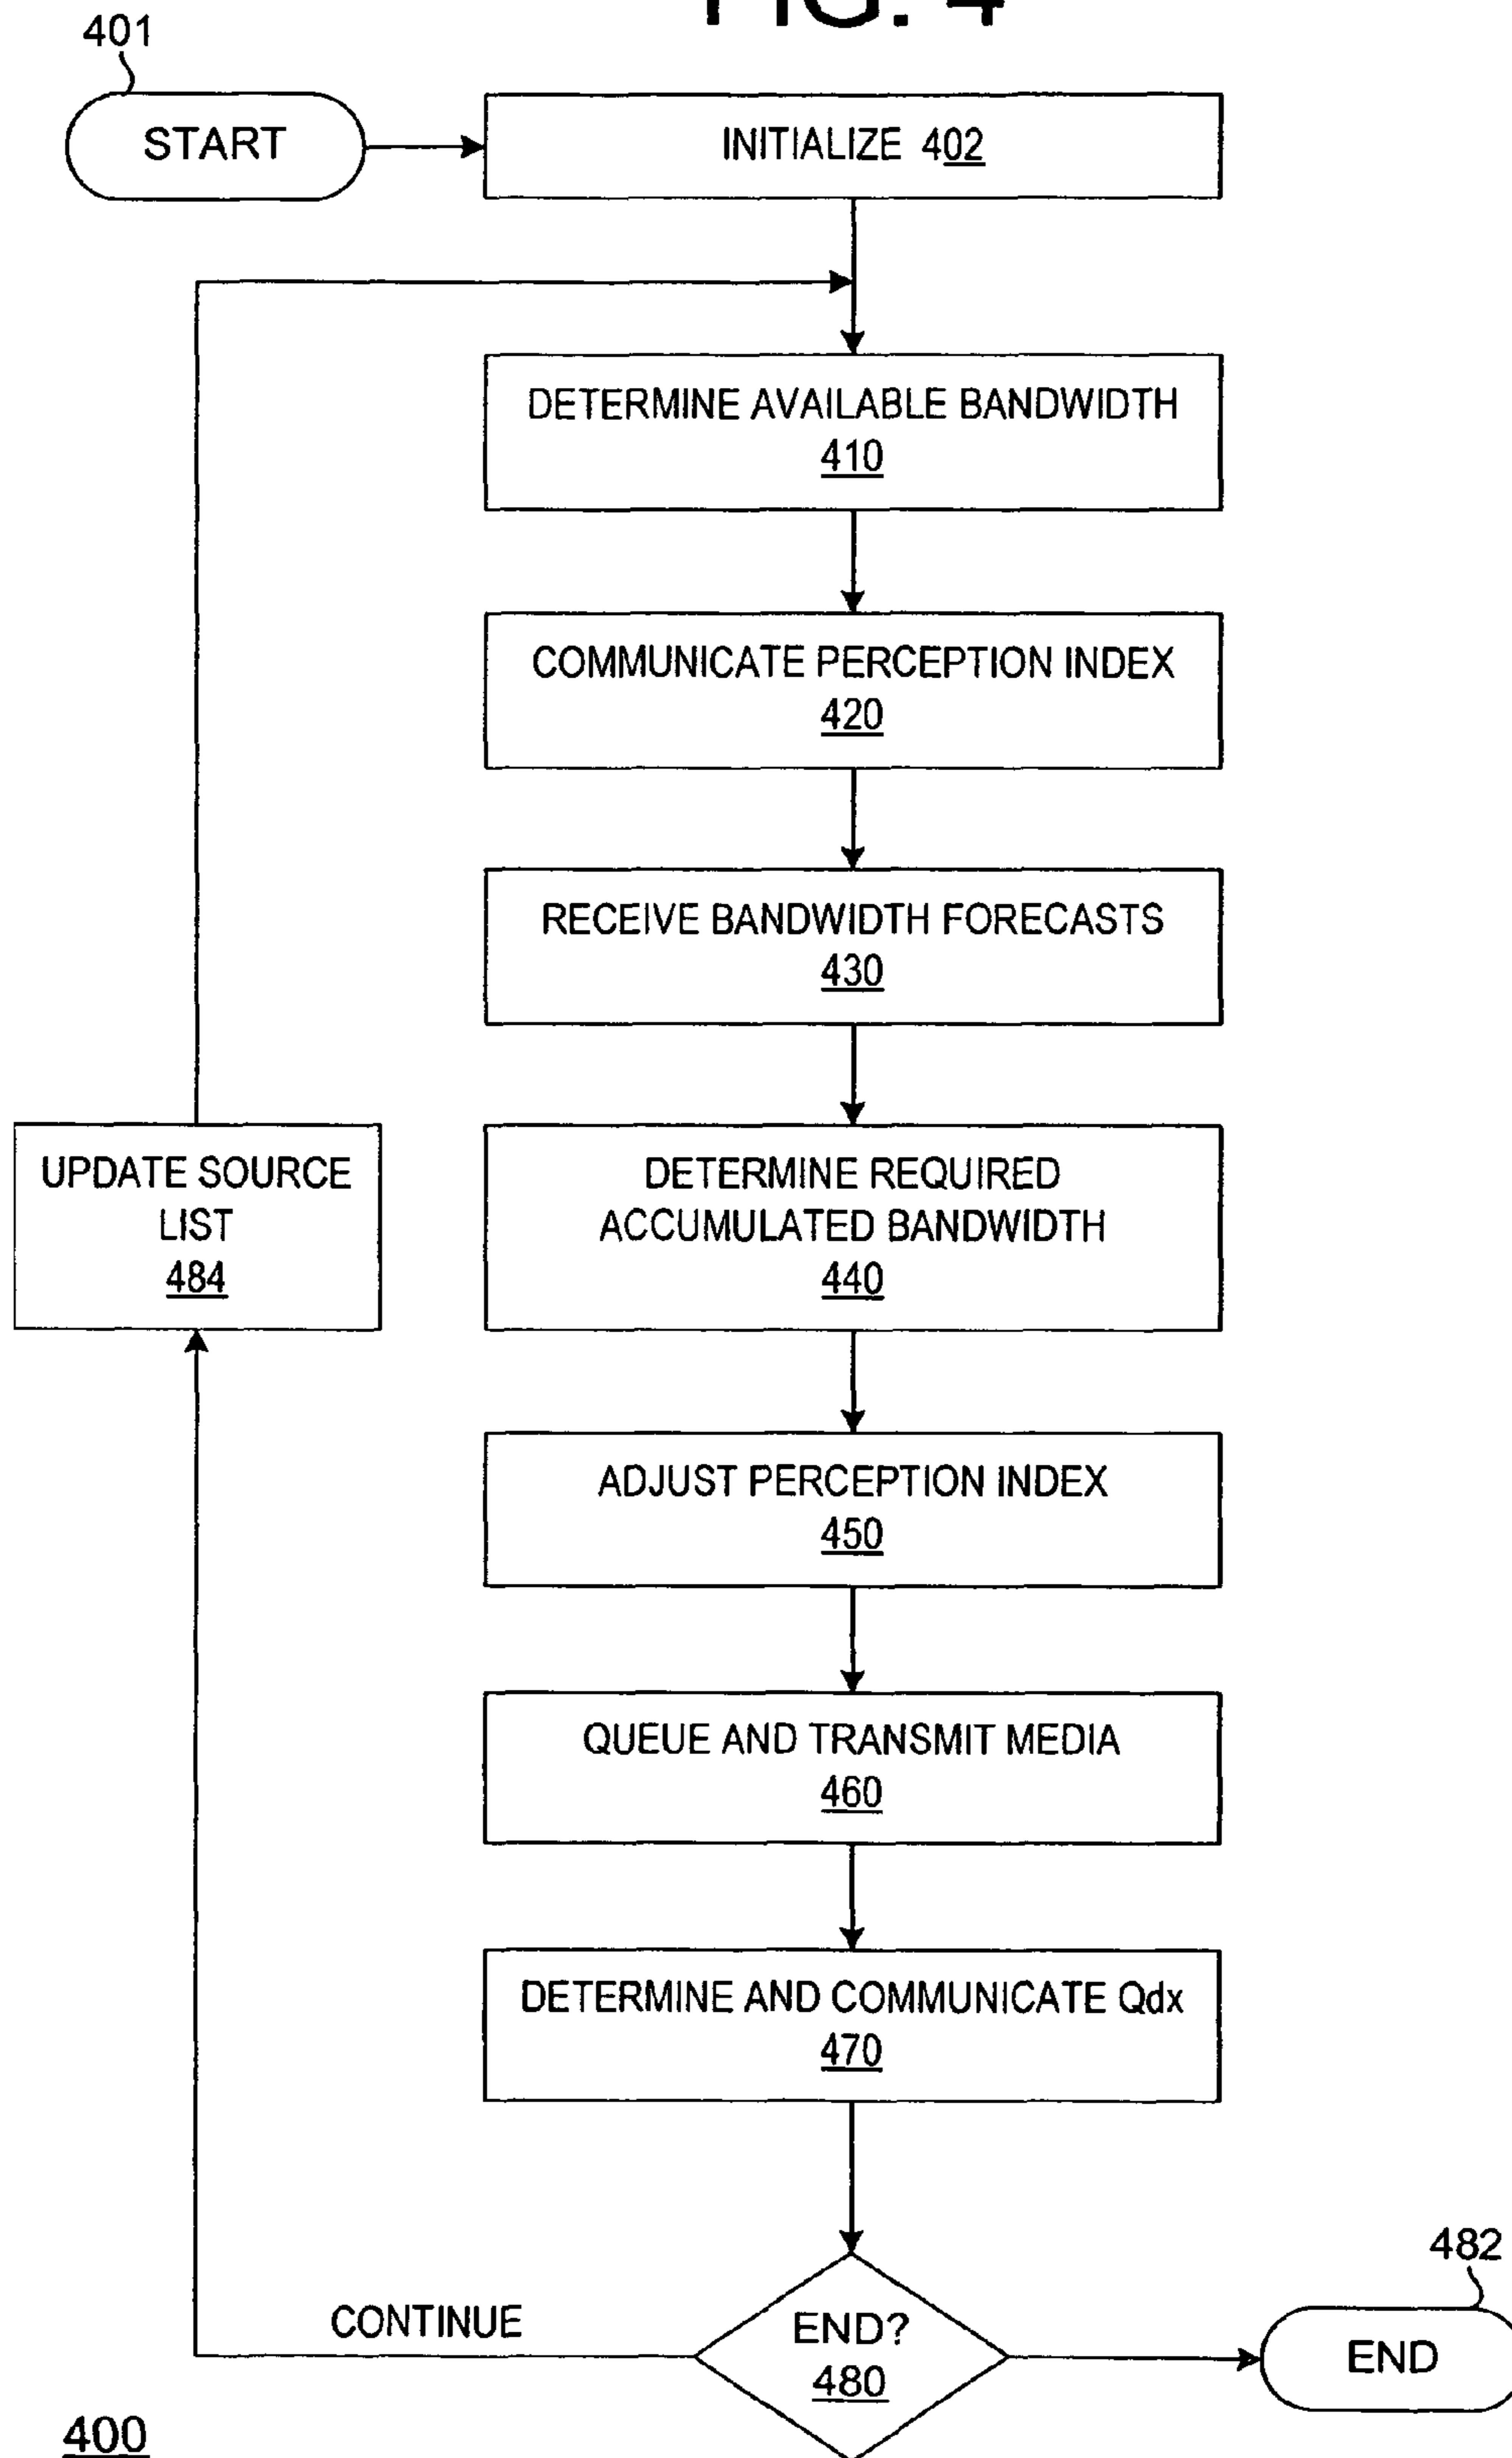 FIG. 4
401
START
INITIALIZE 402
DETERMINE AVAILABLE BANDWIDTH
410
COMMUNICATE PERCEPTION INDEX
420
RECEIVE BANDWIDTH FORECASTS
430
UPDATE SOURCE
LIST
484
DETERMINE REQUIRED
ACCUMULATED BANDWIDTH
440
ADJUST PERCEPTION INDEX
450
QUEUE AND TRANSMIT MEDIA
460
DETERMINE AND COMMUNICATE Qdx
470
CONTINUE
END?
480
482
END
400